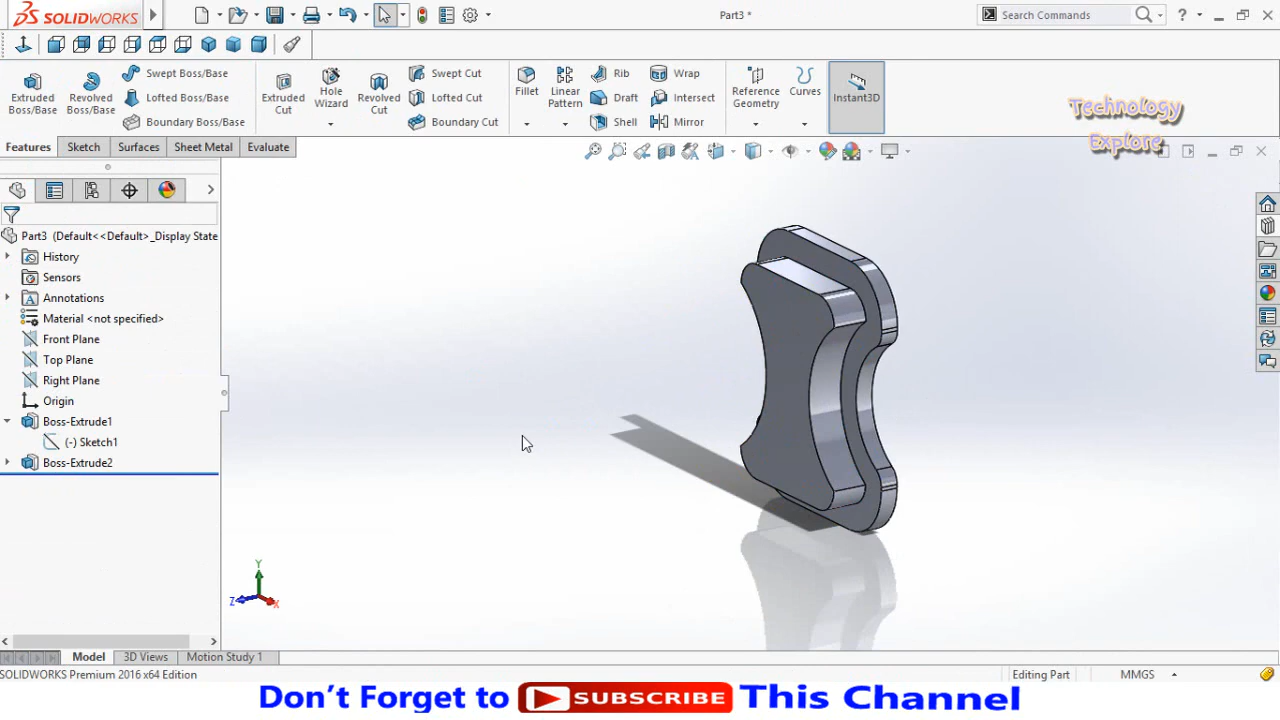 SOLIDWORKS
Part3 *
Search Commands
?
Extruded Boss/Base
Revolved Boss/Base
Swept Boss/Base
Lofted Boss/Base
Boundary Boss/Base
Extruded Cut
Hole Wizard
Revolved Cut
Swept Cut
Lofted Cut
Boundary Cut
Fillet
Linear Pattern
Rib
Draft
Shell
Wrap
Intersect
Mirror
Reference Geometry
Curves
Instant3D
Technology
Explore
Features
Sketch
Surfaces
Sheet Metal
Evaluate
Part3 (Default<<Default>_Display State
History
Sensors
Annotations
Material <not specified>
Front Plane
Top Plane
Right Plane
Origin
Boss-Extrude1
(-) Sketch1
Boss-Extrude2
Y
Z
X
Model
3D Views
Motion Study 1
SOLIDWORKS Premium 2016 x64 Edition
Editing Part
MMGS
Don't Forget to SUBSCRIBE This Channel